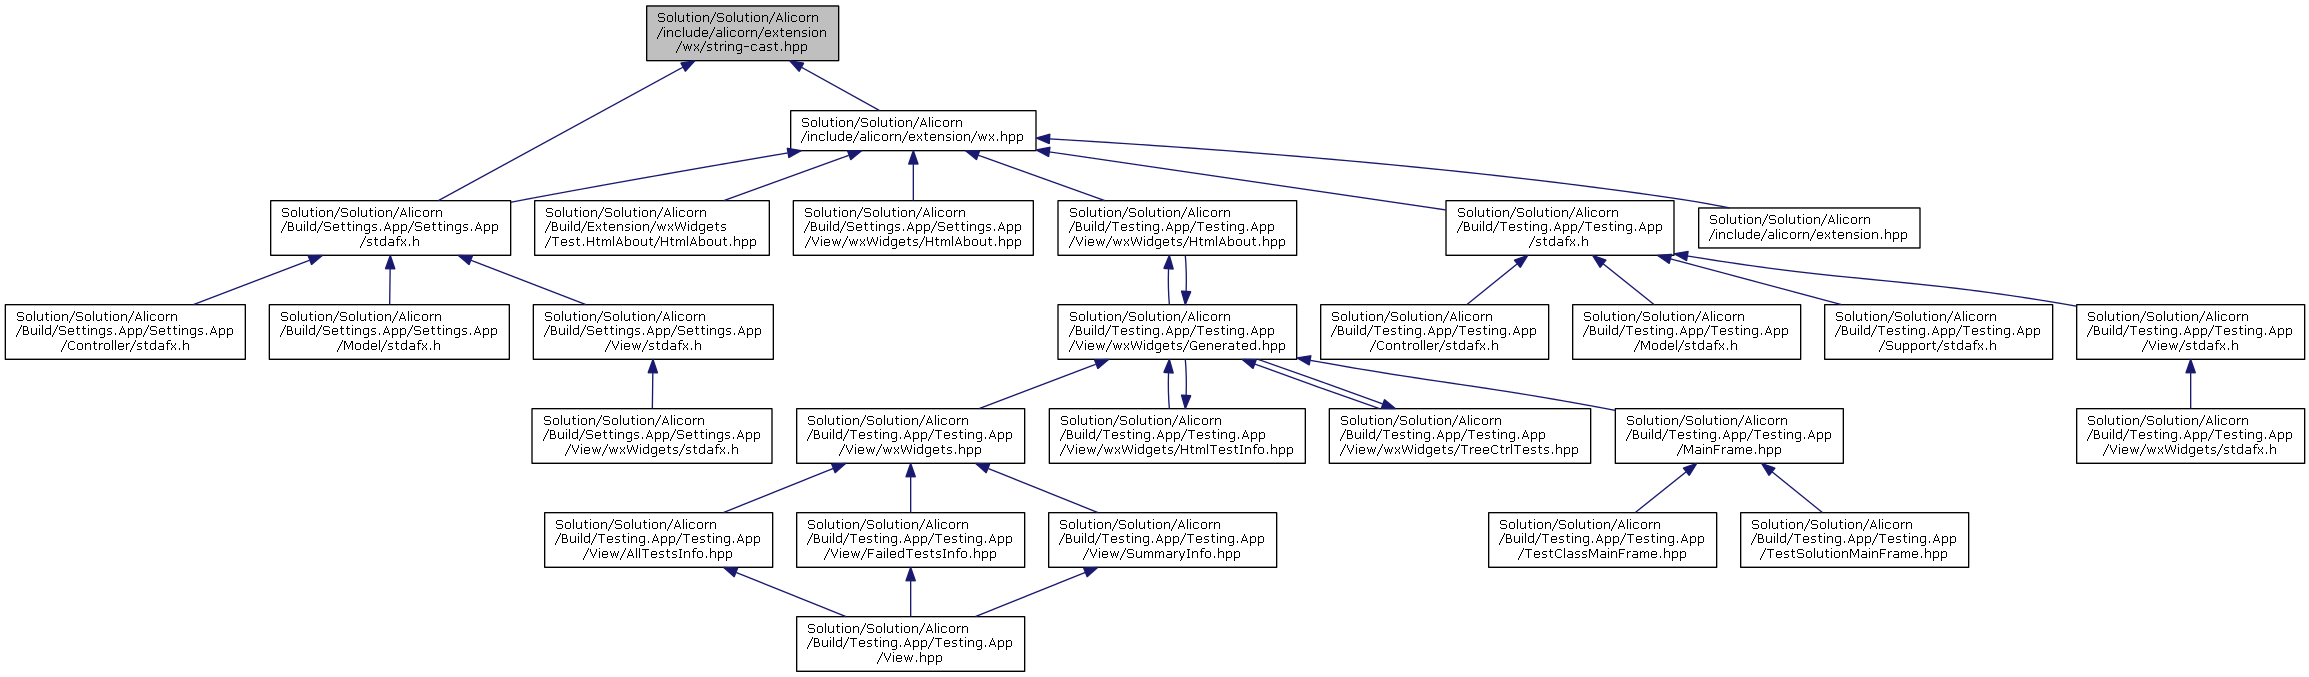 Solution/Solution/Alicorn
/include/alicorn/extension
/wx/string-cast.hpp
Solution/Solution/Alicorn
/include/alicorn/extension/wx.hpp
Solution/Solution/Alicorn
/Build/Settings.App/Settings.App
/stdafx.h
Solution/Solution/Alicorn
/Build/Extension/wxWidgets
/Test.HtmlAbout/HtmlAbout.hpp
Solution/Solution/Alicorn
/Build/Settings.App/Settings.App
/View/wxWidgets/HtmlAbout.hpp
Solution/Solution/Alicorn
/Build/Testing.App/Testing.App
/View/wxWidgets/HtmlAbout.hpp
Solution/Solution/Alicorn
/Build/Testing.App/Testing.App
/stdafx.h
Solution/Solution/Alicorn
/include/alicorn/extension.hpp
Solution/Solution/Alicorn
/Build/Settings.App/Settings.App
/Controller/stdafx.h
Solution/Solution/Alicorn
/Build/Settings.App/Settings.App
/Model/stdafx.h
Solution/Solution/Alicorn
/Build/Settings.App/Settings.App
/View/stdafx.h
Solution/Solution/Alicorn
/Build/Testing.App/Testing.App
/View/wxWidgets/Generated.hpp
Solution/Solution/Alicorn
/Build/Testing.App/Testing.App
/Controller/stdafx.h
Solution/Solution/Alicorn
/Build/Testing.App/Testing.App
/Model/stdafx.h
Solution/Solution/Alicorn
/Build/Testing.App/Testing.App
/Support/stdafx.h
Solution/Solution/Alicorn
/Build/Testing.App/Testing.App
/View/stdafx.h
Solution/Solution/Alicorn
/Build/Settings.App/Settings.App
/View/wxWidgets/stdafx.h
Solution/Solution/Alicorn
/Build/Testing.App/Testing.App
/View/wxWidgets.hpp
Solution/Solution/Alicorn
/Build/Testing.App/Testing.App
/View/wxWidgets/HtmlTestInfo.hpp
Solution/Solution/Alicorn
/Build/Testing.App/Testing.App
/View/wxWidgets/TreeCtrlTests.hpp
Solution/Solution/Alicorn
/Build/Testing.App/Testing.App
/MainFrame.hpp
Solution/Solution/Alicorn
/Build/Testing.App/Testing.App
/View/wxWidgets/stdafx.h
Solution/Solution/Alicorn
/Build/Testing.App/Testing.App
/View/AllTestsInfo.hpp
Solution/Solution/Alicorn
/Build/Testing.App/Testing.App
/View/FailedTestsInfo.hpp
Solution/Solution/Alicorn
/Build/Testing.App/Testing.App
/View/SummaryInfo.hpp
Solution/Solution/Alicorn
/Build/Testing.App/Testing.App
/TestClassMainFrame.hpp
Solution/Solution/Alicorn
/Build/Testing.App/Testing.App
/TestSolutionMainFrame.hpp
Solution/Solution/Alicorn
/Build/Testing.App/Testing.App
/View.hpp